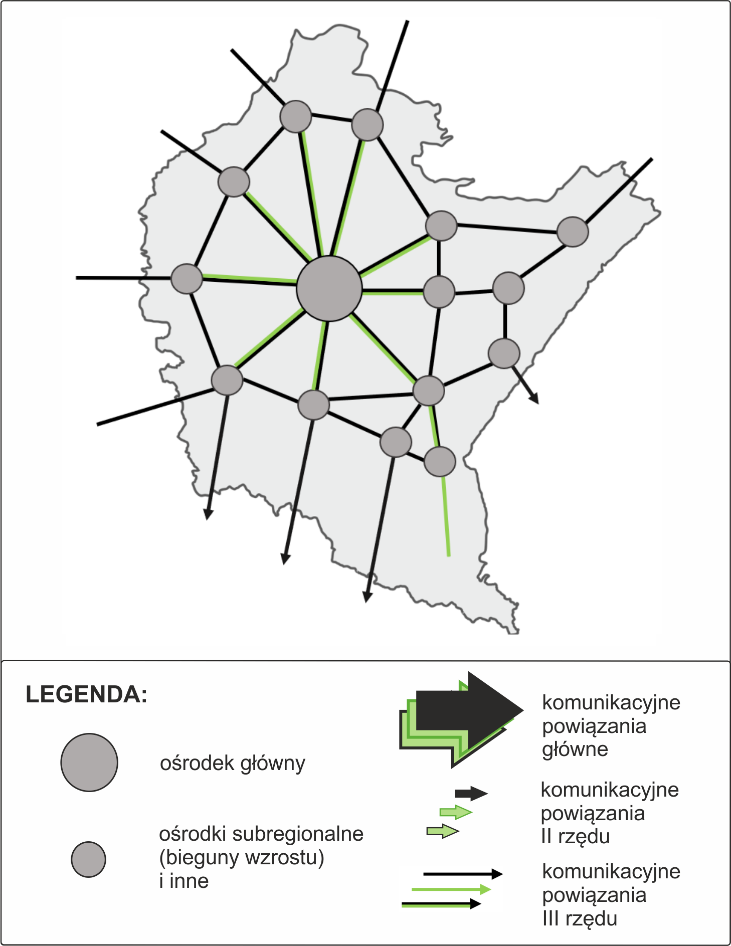 LEGENDA:
ośrodek główny
ośrodki subregionalne
(bieguny wzrostu)
i inne
komunikacyjne
powiązania
główne
komunikacyjne
powiązania
II rzędu
komunikacyjne
powiązania
III rzędu